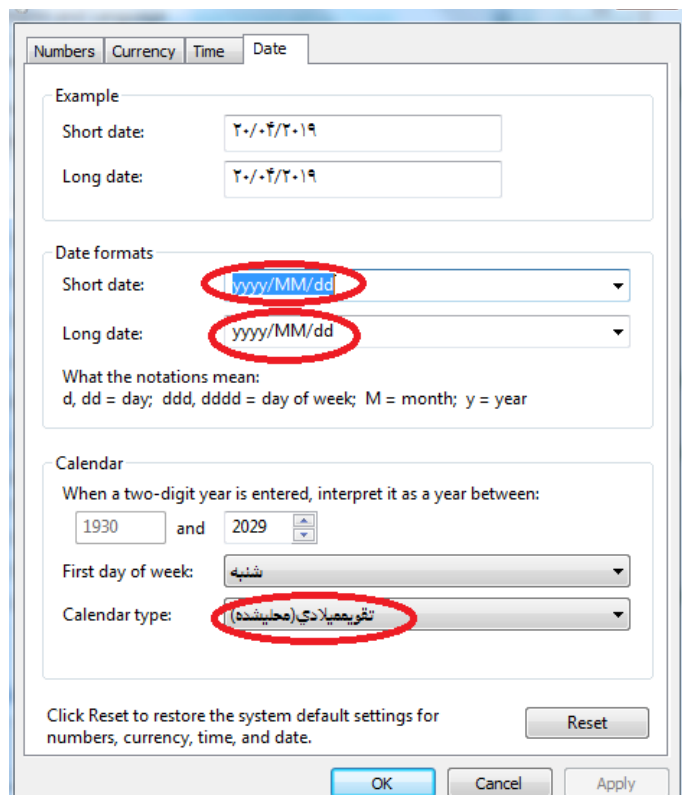 Numbers Currency Time Date
Example
Short date: ۲۰/۰۴/۲۰۱۹
Long date: ۲۰/۰۴/۲۰۱۹
Date formats
Short date: yyyy/MM/dd
Long date: yyyy/MM/dd
What the notations mean:
d, dd = day; ddd, dddd = day of week; M = month; y = year
Calendar
When a two-digit year is entered, interpret it as a year between:
1930 and 2029
First day of week: شنبه
Calendar type: تقويمميلادي(محليشده)
Click Reset to restore the system default settings for
numbers, currency, time, and date.
Reset
OK Cancel Apply